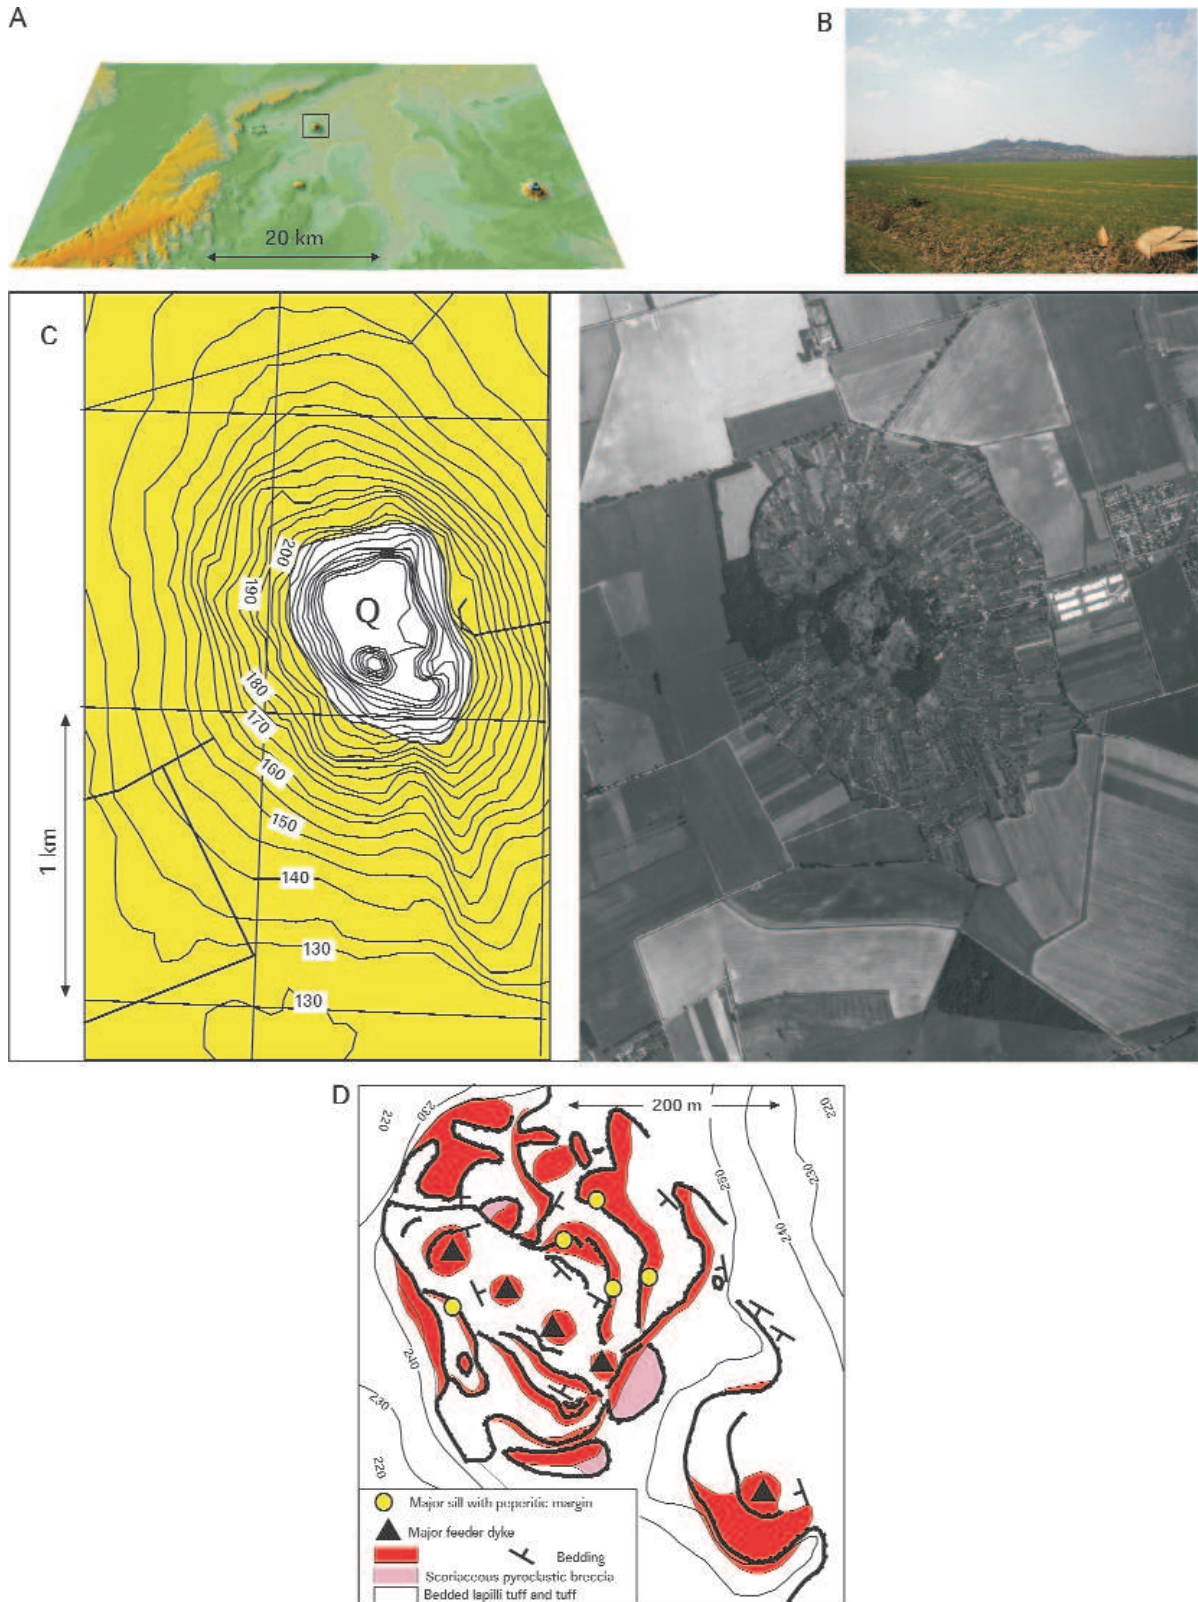 A
B
20 km
C
200
190
Q
180
170
160
150
140
130
130
1 km
D
200 m
220
230
220
230
250
240
240
230
220
Major sill with peperitic margin
Major feeder dyke
Bedding
Scoriaceous pyroclastic breccia
Bedded lapilli tuff and tuff